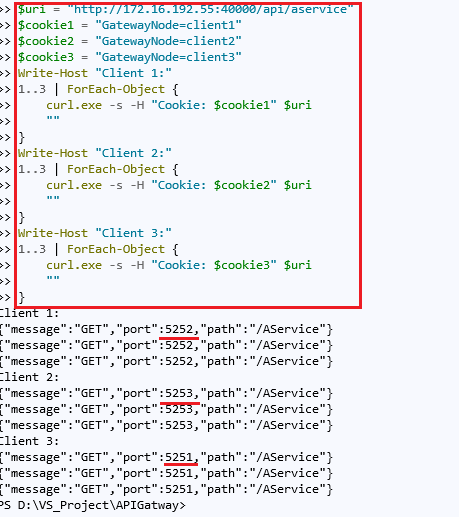 >> $uri = "http://172.16.192.55:40000/api/aservice"
>> $cookie1 = "GatewayNode=client1"
>> $cookie2 = "GatewayNode=client2"
>> $cookie3 = "GatewayNode=client3"
>> Write-Host "Client 1:"
>> 1..3 | ForEach-Object {
>>     curl.exe -s -H "Cookie: $cookie1" $uri
>>     ""
>> }
>> Write-Host "Client 2:"
>> 1..3 | ForEach-Object {
>>     curl.exe -s -H "Cookie: $cookie2" $uri
>>     ""
>> }
>> Write-Host "Client 3:"
>> 1..3 | ForEach-Object {
>>     curl.exe -s -H "Cookie: $cookie3" $uri
>>     ""
>> }
Client 1:
{"message":"GET","port":5252,"path":"/AService"}
{"message":"GET","port":5252,"path":"/AService"}
{"message":"GET","port":5252,"path":"/AService"}
Client 2:
{"message":"GET","port":5253,"path":"/AService"}
{"message":"GET","port":5253,"path":"/AService"}
{"message":"GET","port":5253,"path":"/AService"}
Client 3:
{"message":"GET","port":5251,"path":"/AService"}
{"message":"GET","port":5251,"path":"/AService"}
{"message":"GET","port":5251,"path":"/AService"}
PS D:\VS_Project\APIGatway>